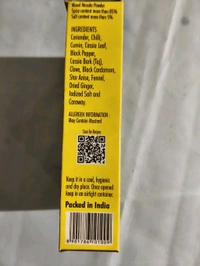 Mixed Masala Powder
Spice content more than 85%
Salt content more than 5%
INGREDIENTS
Coriander, Chilli,
Cumin, Cassia Leaf,
Black Pepper,
Cassia Bark (Taj),
Clove, Black Cardamom,
Star Anise, Fennel,
Dried Ginger,
Iodized Salt and
Caraway.
ALLERGEN INFORMATION
May Contain Mustard
Scan for Recipes
Keep it in a cool, hygienic
and dry place. Once opened
keep in an airtight container.
Packed in India